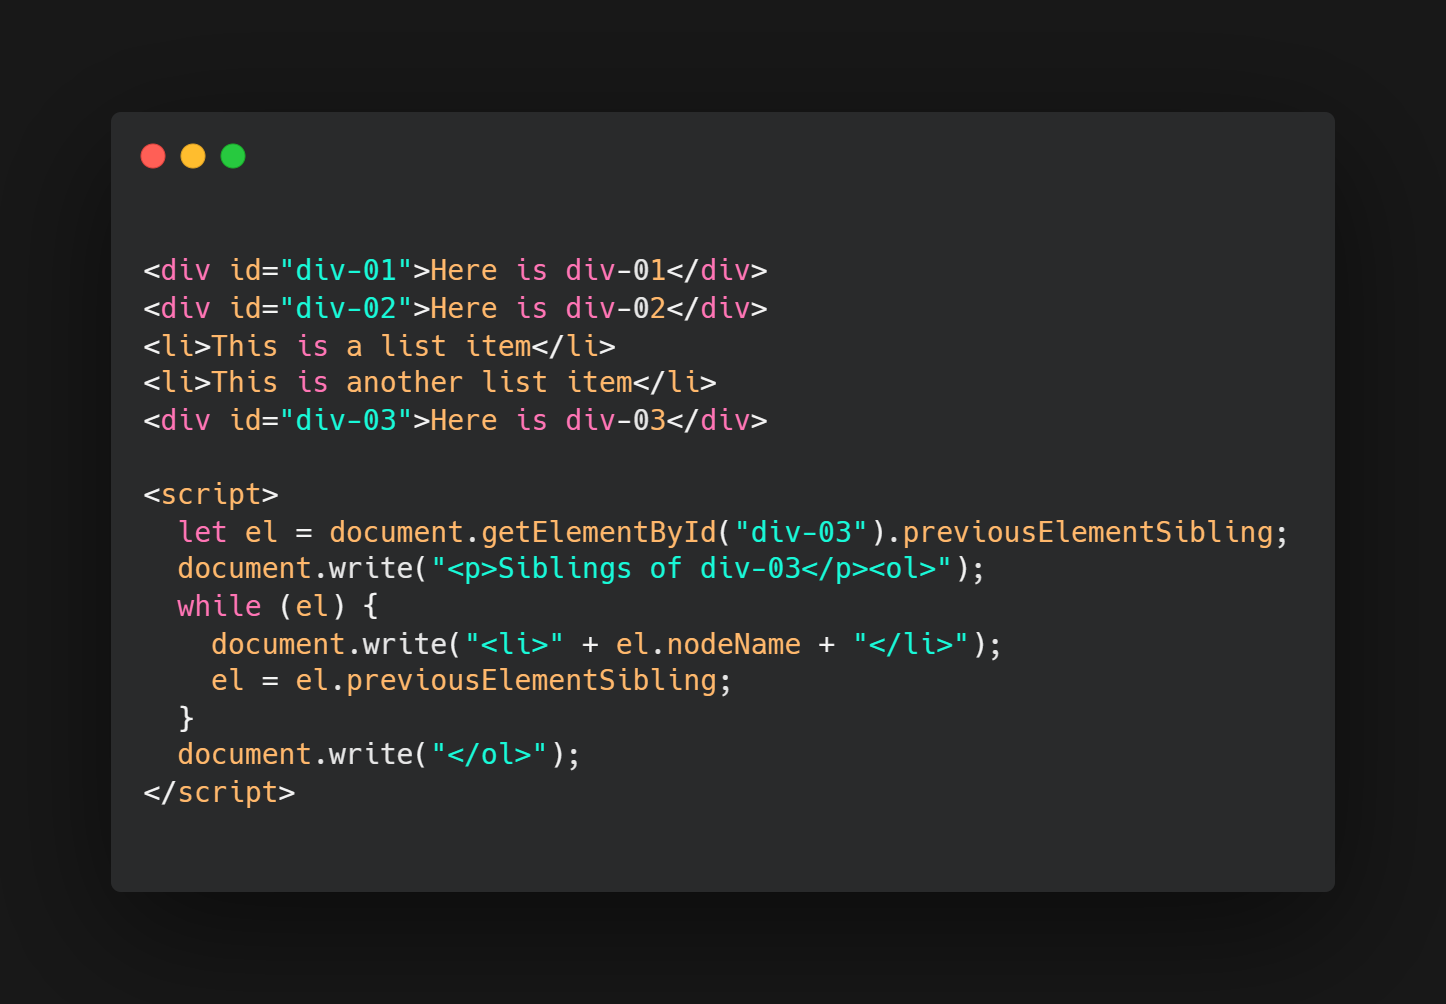 <div id="div-01">Here is div-01</div>
<div id="div-02">Here is div-02</div>
<li>This is a list item</li>
<li>This is another list item</li>
<div id="div-03">Here is div-03</div>
<script>
let el = document.getElementById("div-03").previousElementSibling;
document.write("<p>Siblings of div-03</p><ol>");
while (el) {
document.write("<li>" + el.nodeName + "</li>");
el = el.previousElementSibling;
}
document.write("</ol>");
</script>